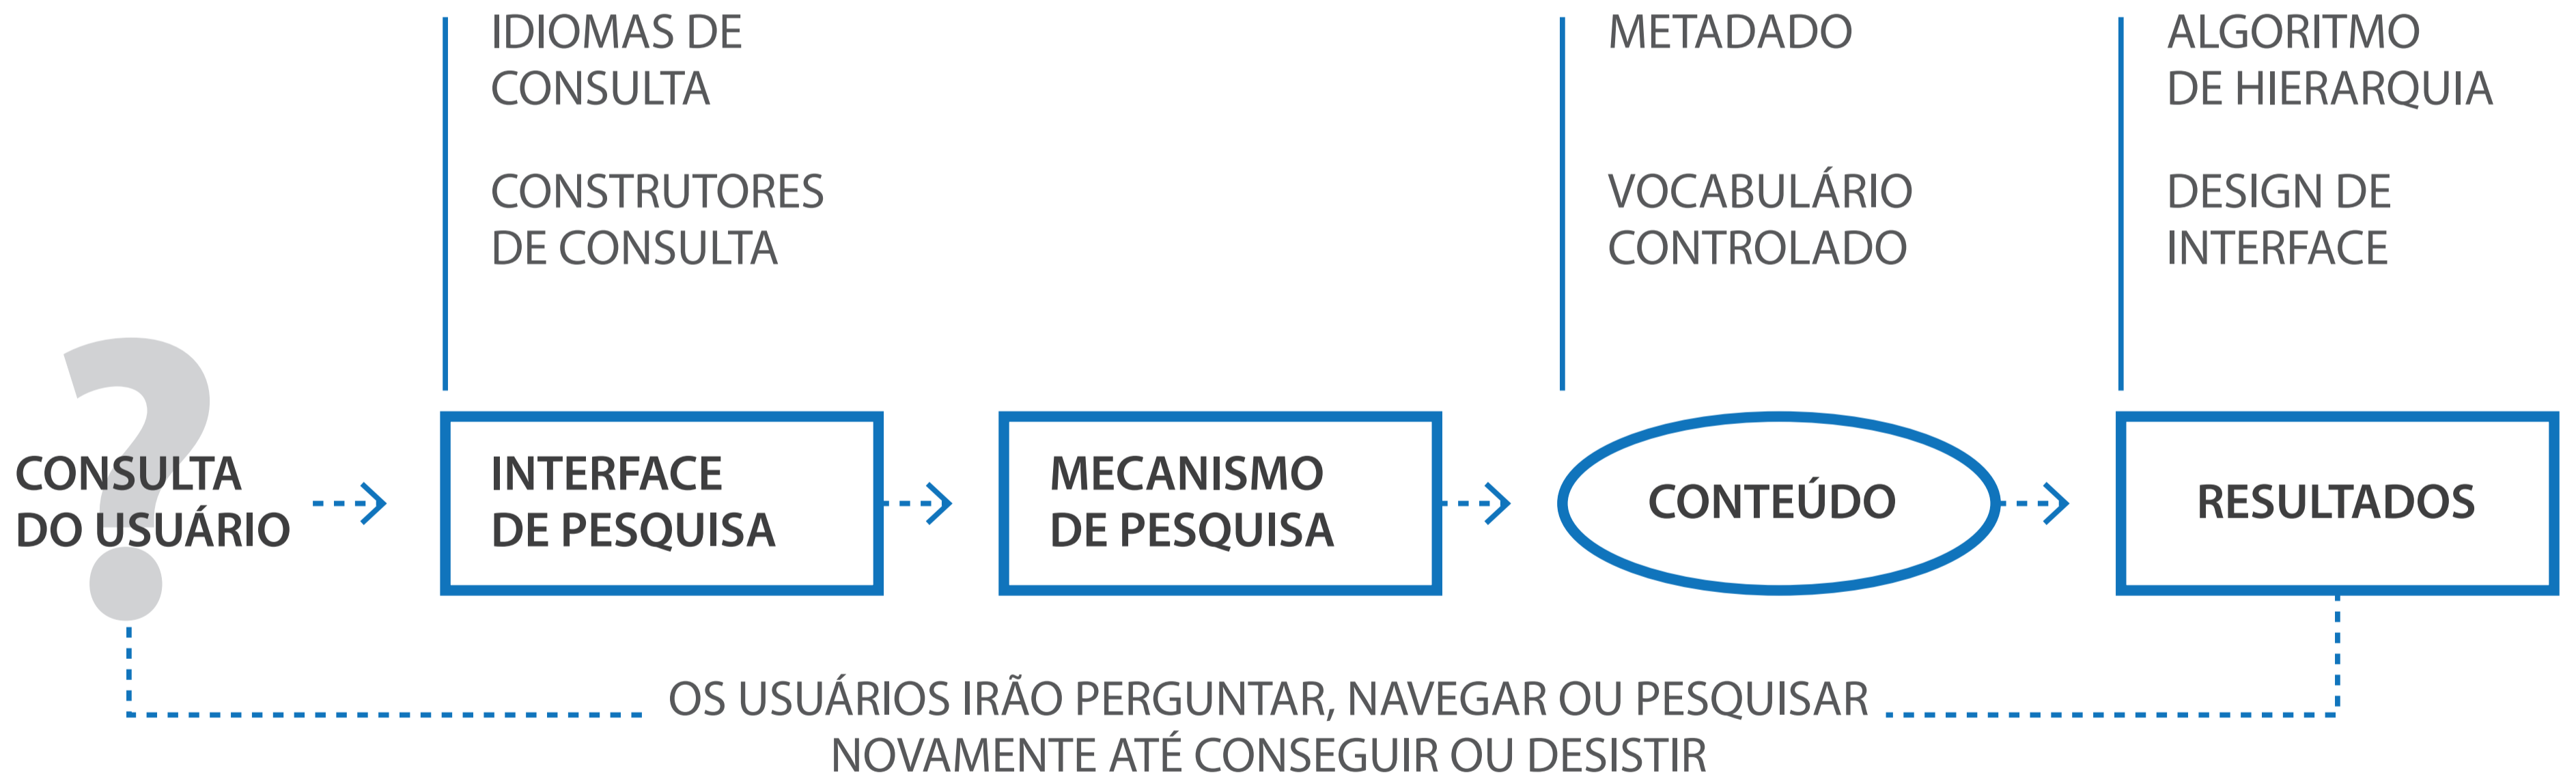 IDIOMAS DE
CONSULTA
CONSTRUTORES
DE CONSULTA
METADADO
VOCABULÁRIO
CONTROLADO
ALGORITMO
DE HIERARQUIA
DESIGN DE
INTERFACE
?
CONSULTA
DO USUÁRIO
INTERFACE
DE PESQUISA
MECANISMO
DE PESQUISA
CONTEÚDO
RESULTADOS
OS USUÁRIOS IRÃO PERGUNTAR, NAVEGAR OU PESQUISAR
NOVAMENTE ATÉ CONSEGUIR OU DESISTIR